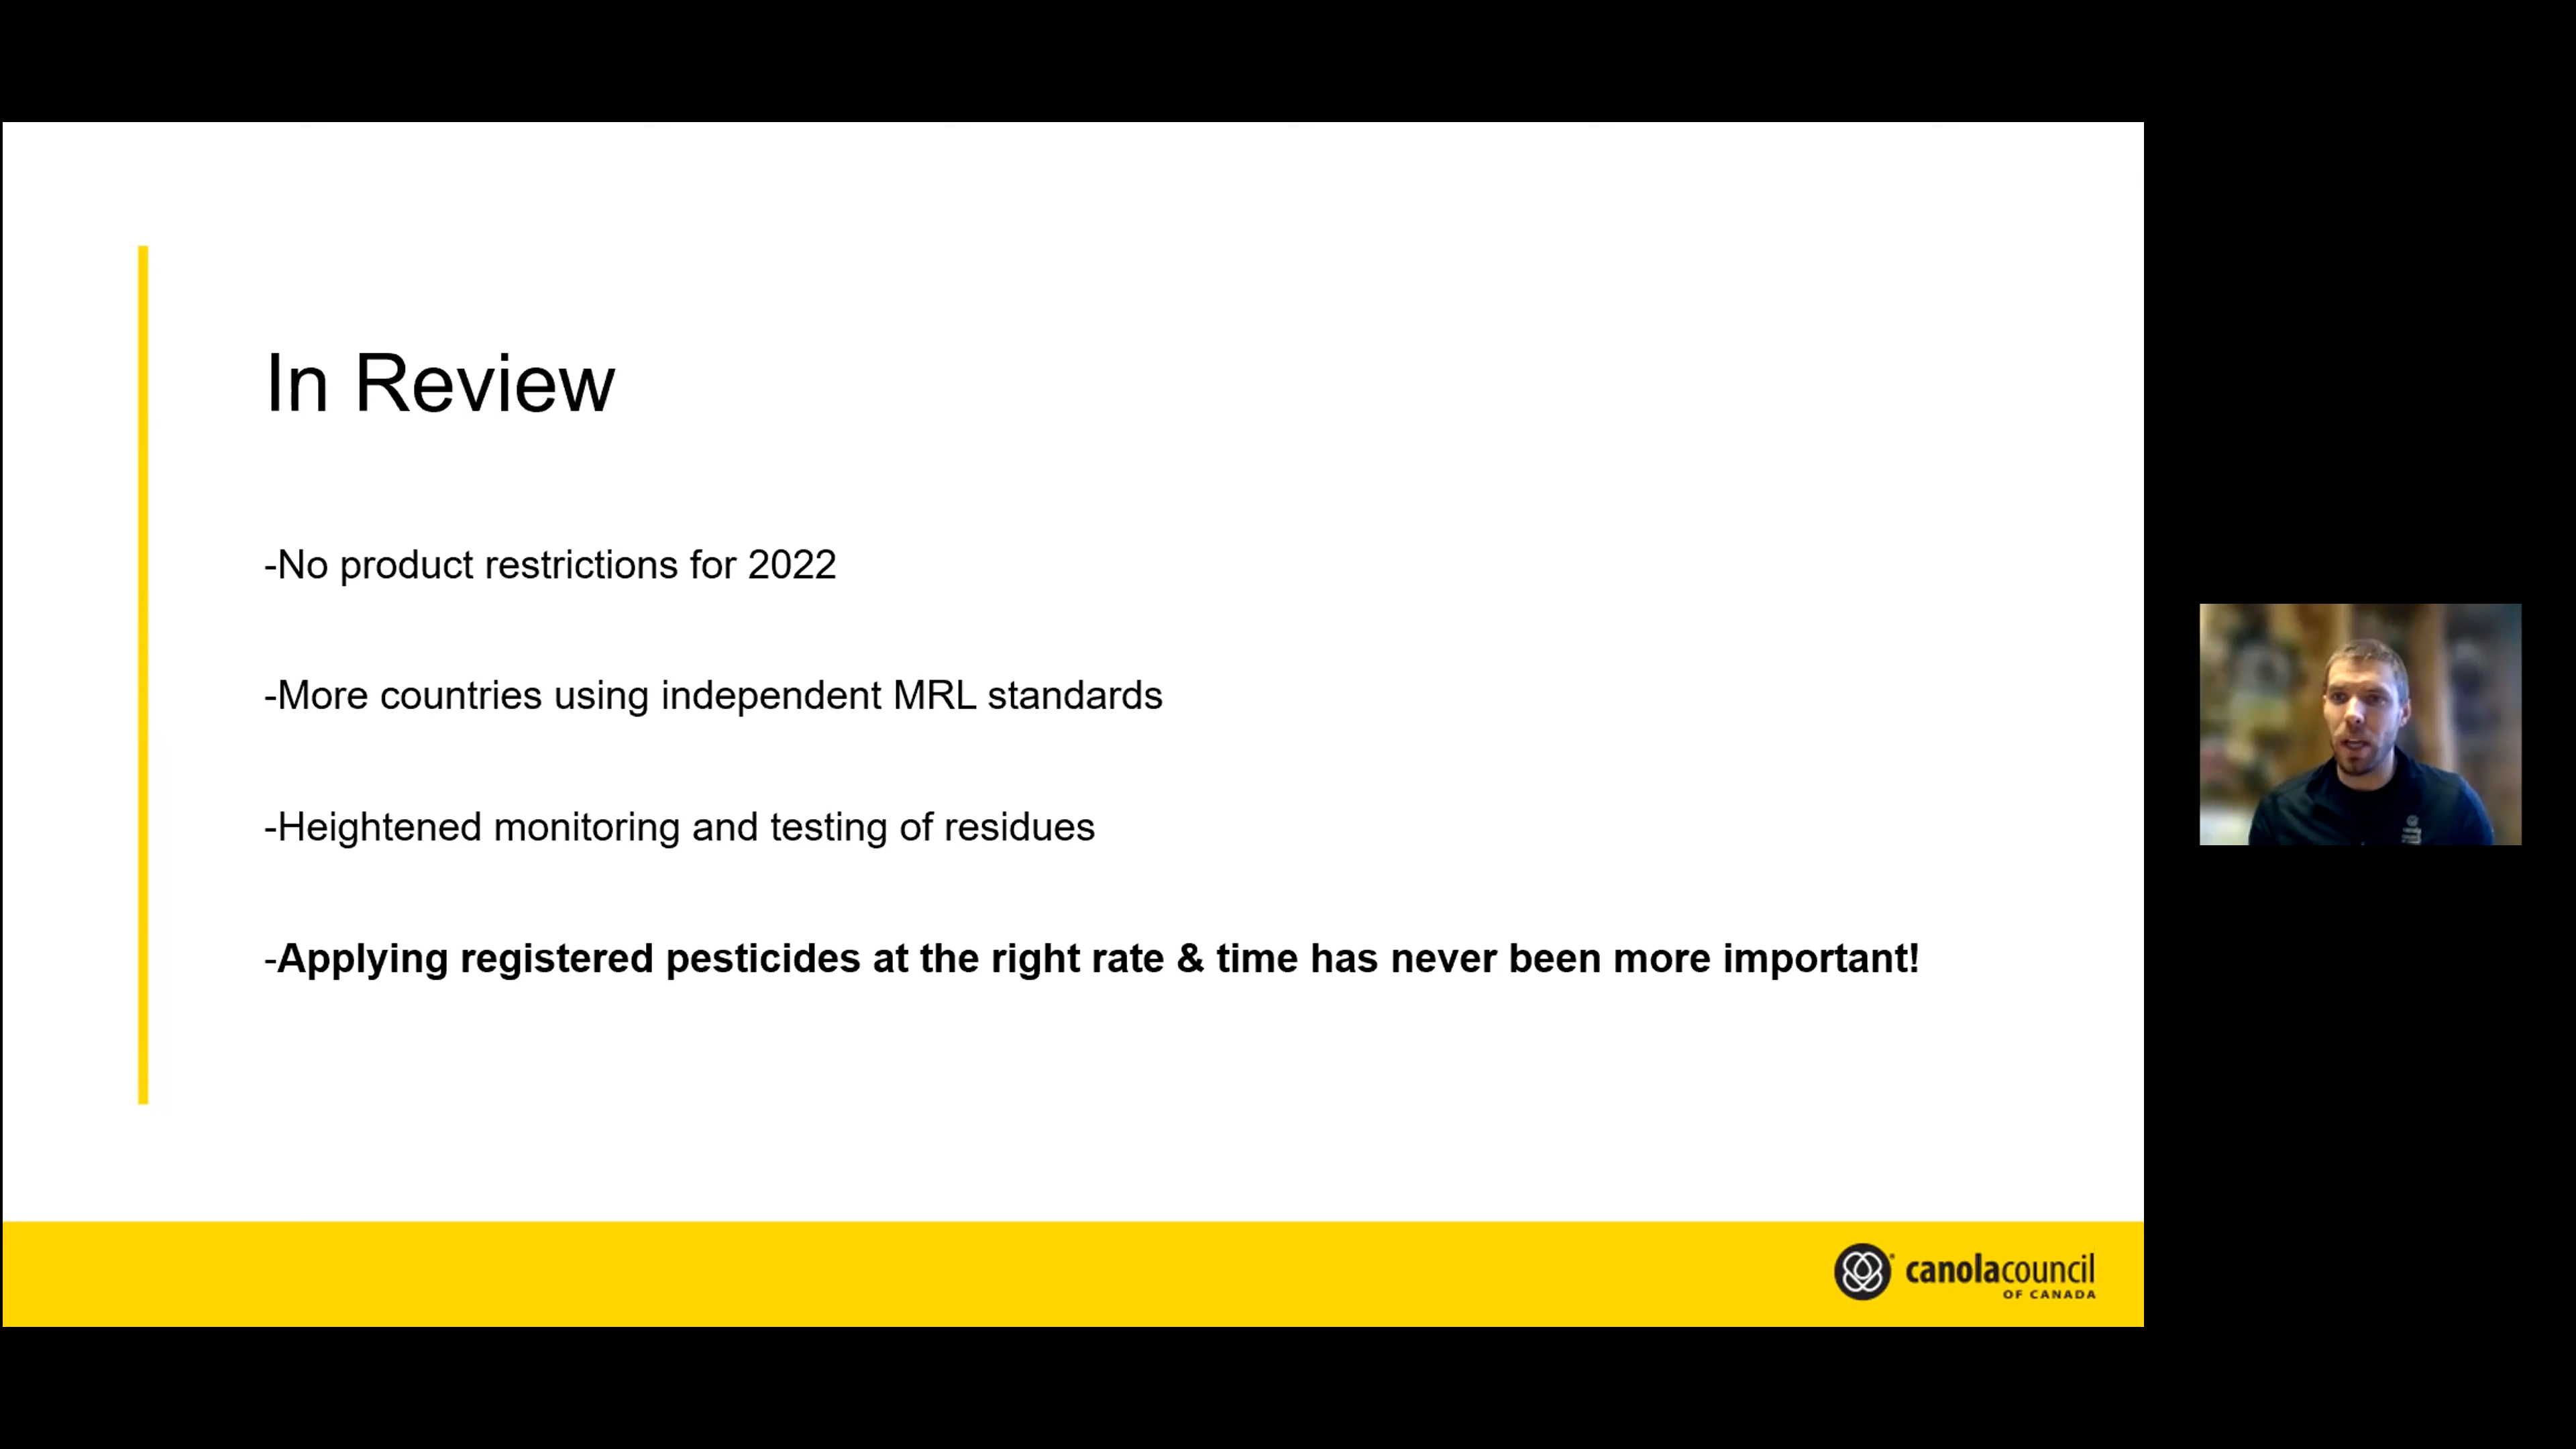 In Review
-No product restrictions for 2022
-More countries using independent MRL standards
-Heightened monitoring and testing of residues
-Applying registered pesticides at the right rate & time has never been more important!
canolacouncil
OF CANADA